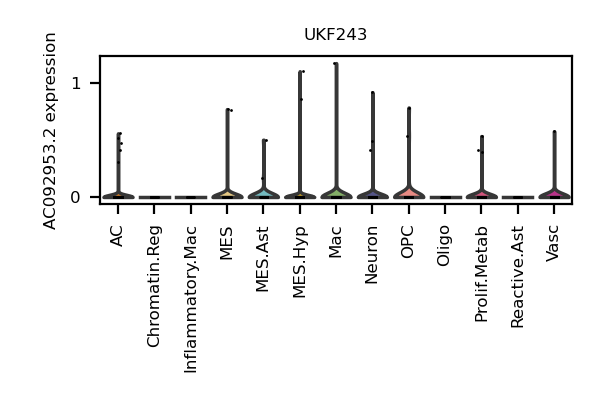 UKF243
AC092953.2 expression
1
0
AC
Chromatin.Reg
Inflammatory.Mac
MES
MES.Ast
MES.Hyp
Mac
Neuron
OPC
Oligo
Prolif.Metab
Reactive.Ast
Vasc